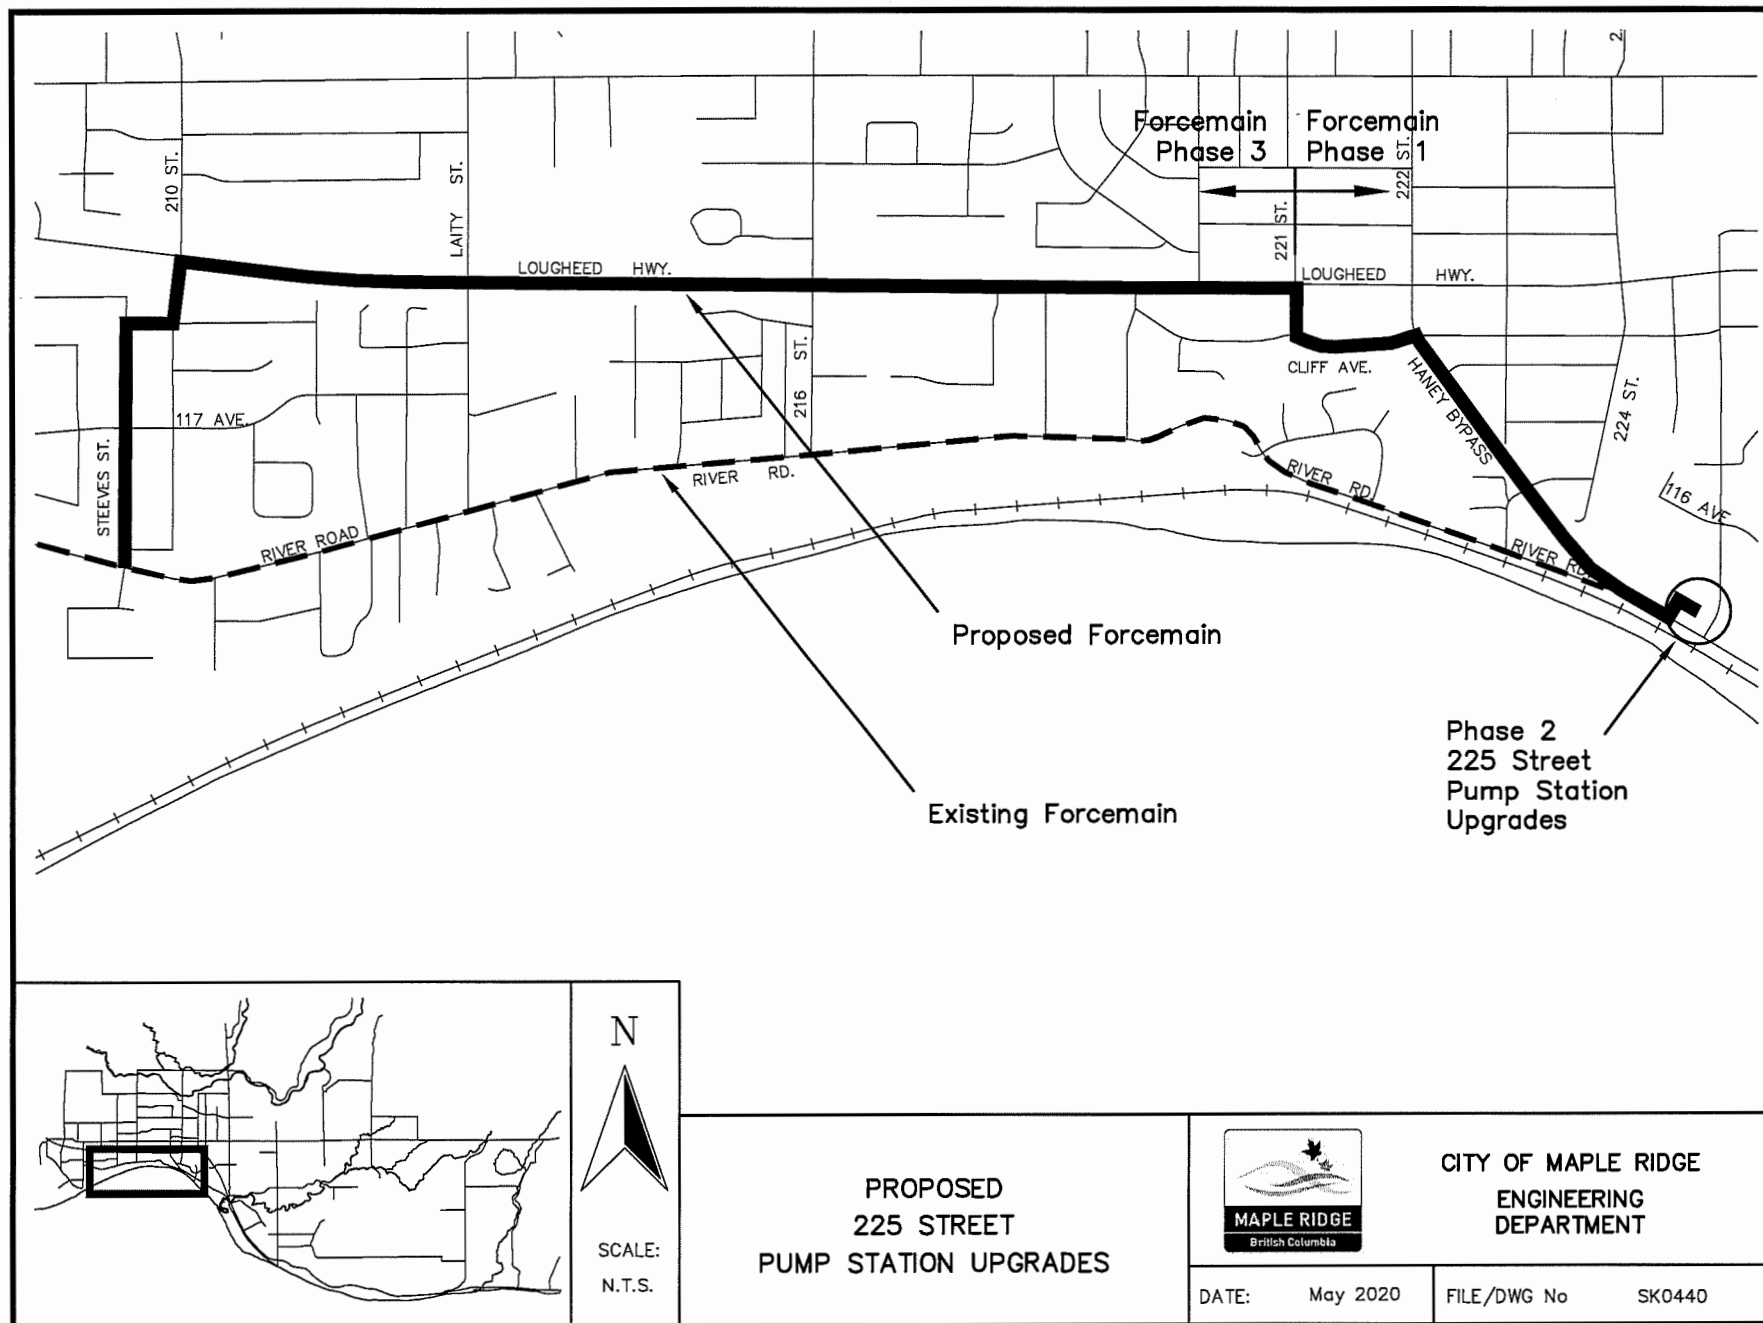 2
Forcemain Forcemain
Phase 3 Phase 1
210 ST.
LAITY ST.
221 ST.
222 ST.
LOUGHEED HWY.
LOUGHEED HWY.
CLIFF AVE.
HANEY BYPASS
216 ST.
224 ST.
117 AVE.
STEEVES ST.
RIVER RD.
RIVER RD.
116 AVE
RIVER ROAD
RIVER RD.
Proposed Forcemain
Existing Forcemain
Phase 2
225 Street
Pump Station
Upgrades
N
SCALE:
N.T.S.
PROPOSED
225 STREET
PUMP STATION UPGRADES
MAPLE RIDGE
British Columbia
CITY OF MAPLE RIDGE
ENGINEERING
DEPARTMENT
DATE: May 2020
FILE/DWG No SK0440